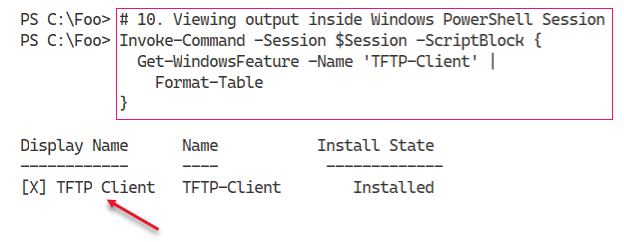 PS C:\Foo> # 10. Viewing output inside Windows PowerShell Session
PS C:\Foo> Invoke-Command -Session $Session -ScriptBlock {
  Get-WindowsFeature -Name 'TFTP-Client' |
    Format-Table
}
Display Name      Name           Install State
------------      ----           -------------
[X] TFTP Client   TFTP-Client        Installed